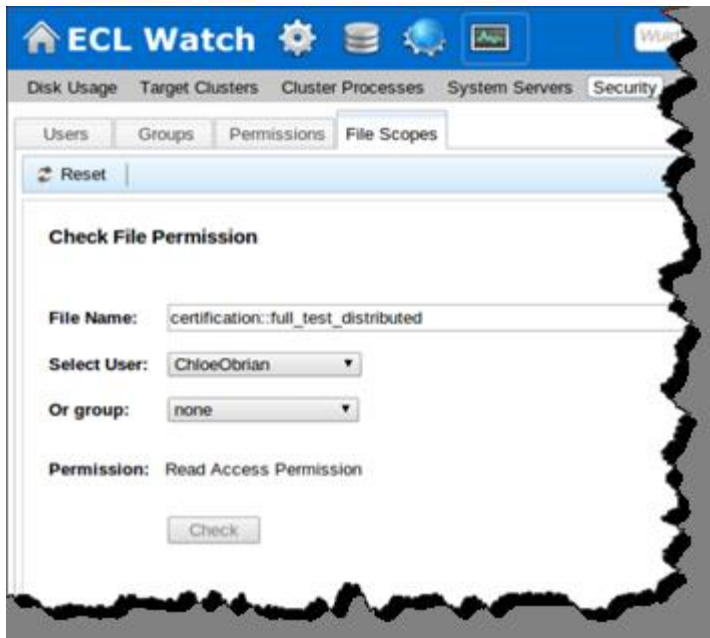 ECL Watch
Wuid
Disk Usage Target Clusters Cluster Processes System Servers Security
Users Groups Permissions File Scopes
Reset
Check File Permission
File Name: certification::full_test_distributed
Select User: ChloeObrian
Or group: none
Permission: Read Access Permission
Check